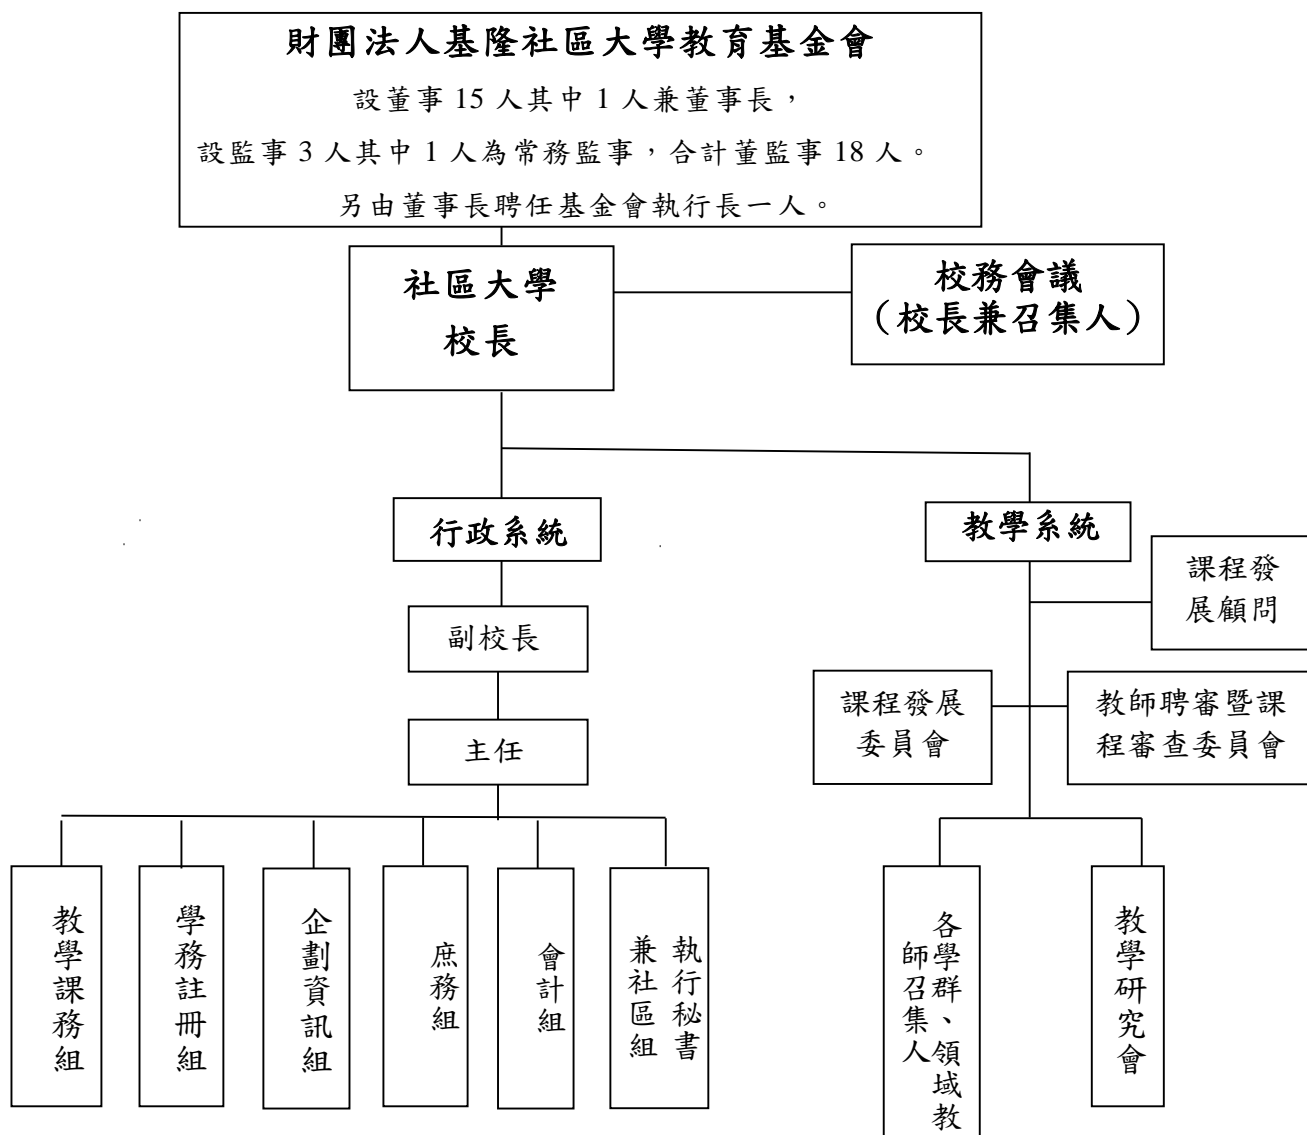 財團法人基隆社區大學教育基金會
設董事 15 人其中 1 人兼董事長，
設監事 3 人其中 1 人為常務監事，合計董監事 18 人。
另由董事長聘任基金會執行長一人。
社區大學
校長
校務會議
（校長兼召集人）
行政系統
教學系統
課程發
展顧問
副校長
課程發展
委員會
教師聘審暨課
程審查委員會
主任
教學課務組
學務註冊組
企劃資訊組
庶務組
會計組
執行秘書
兼社區組
各學群、領域教
師召集人
教學研究會